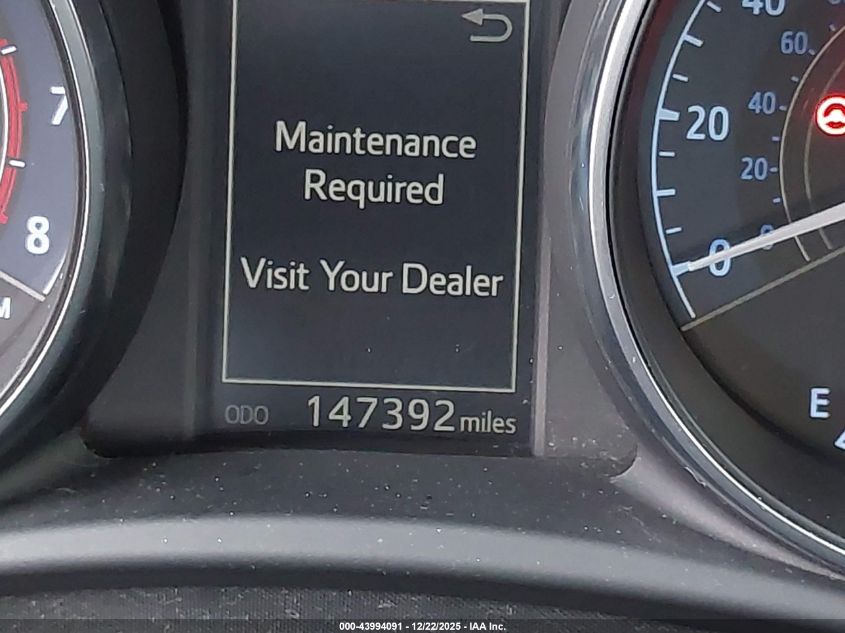 Maintenance
Required
Visit Your Dealer
ODO 147392 miles
7
8
M
40
60
20
40
20
0
0
E
000-43994091 - 12/22/2025 - IAA Inc.